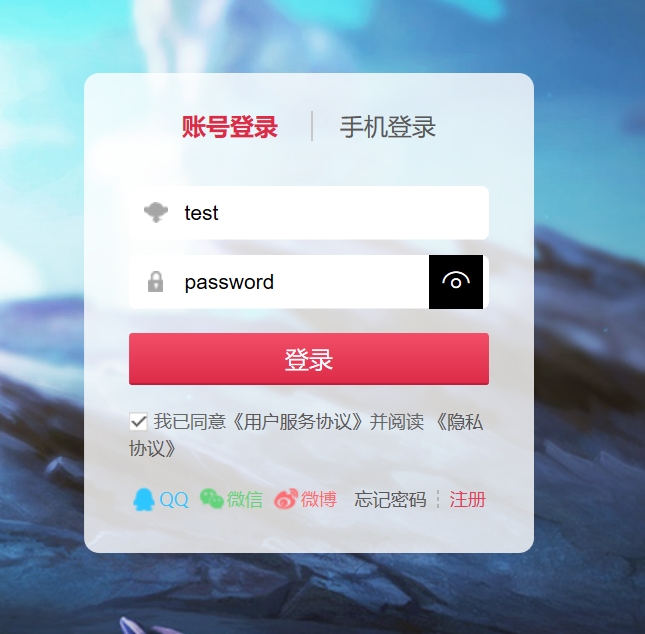 账号登录 手机登录
test
password
登录
我已同意《用户服务协议》并阅读 《隐私
协议》
QQ 微信 微博 忘记密码 注册